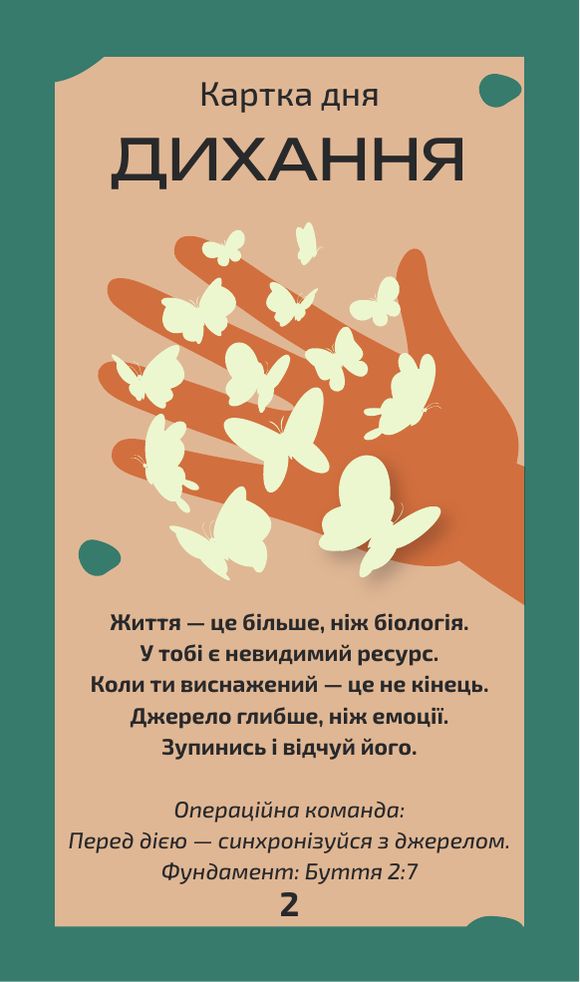 Картка дня
ДИХАННЯ
Життя — це більше, ніж біологія.
У тобі є невидимий ресурс.
Коли ти виснажений — це не кінець.
Джерело глибше, ніж емоції.
Зупинись і відчуй його.
Операційна команда:
Перед дією — синхронізуйся з джерелом.
Фундамент: Буття 2:7
2